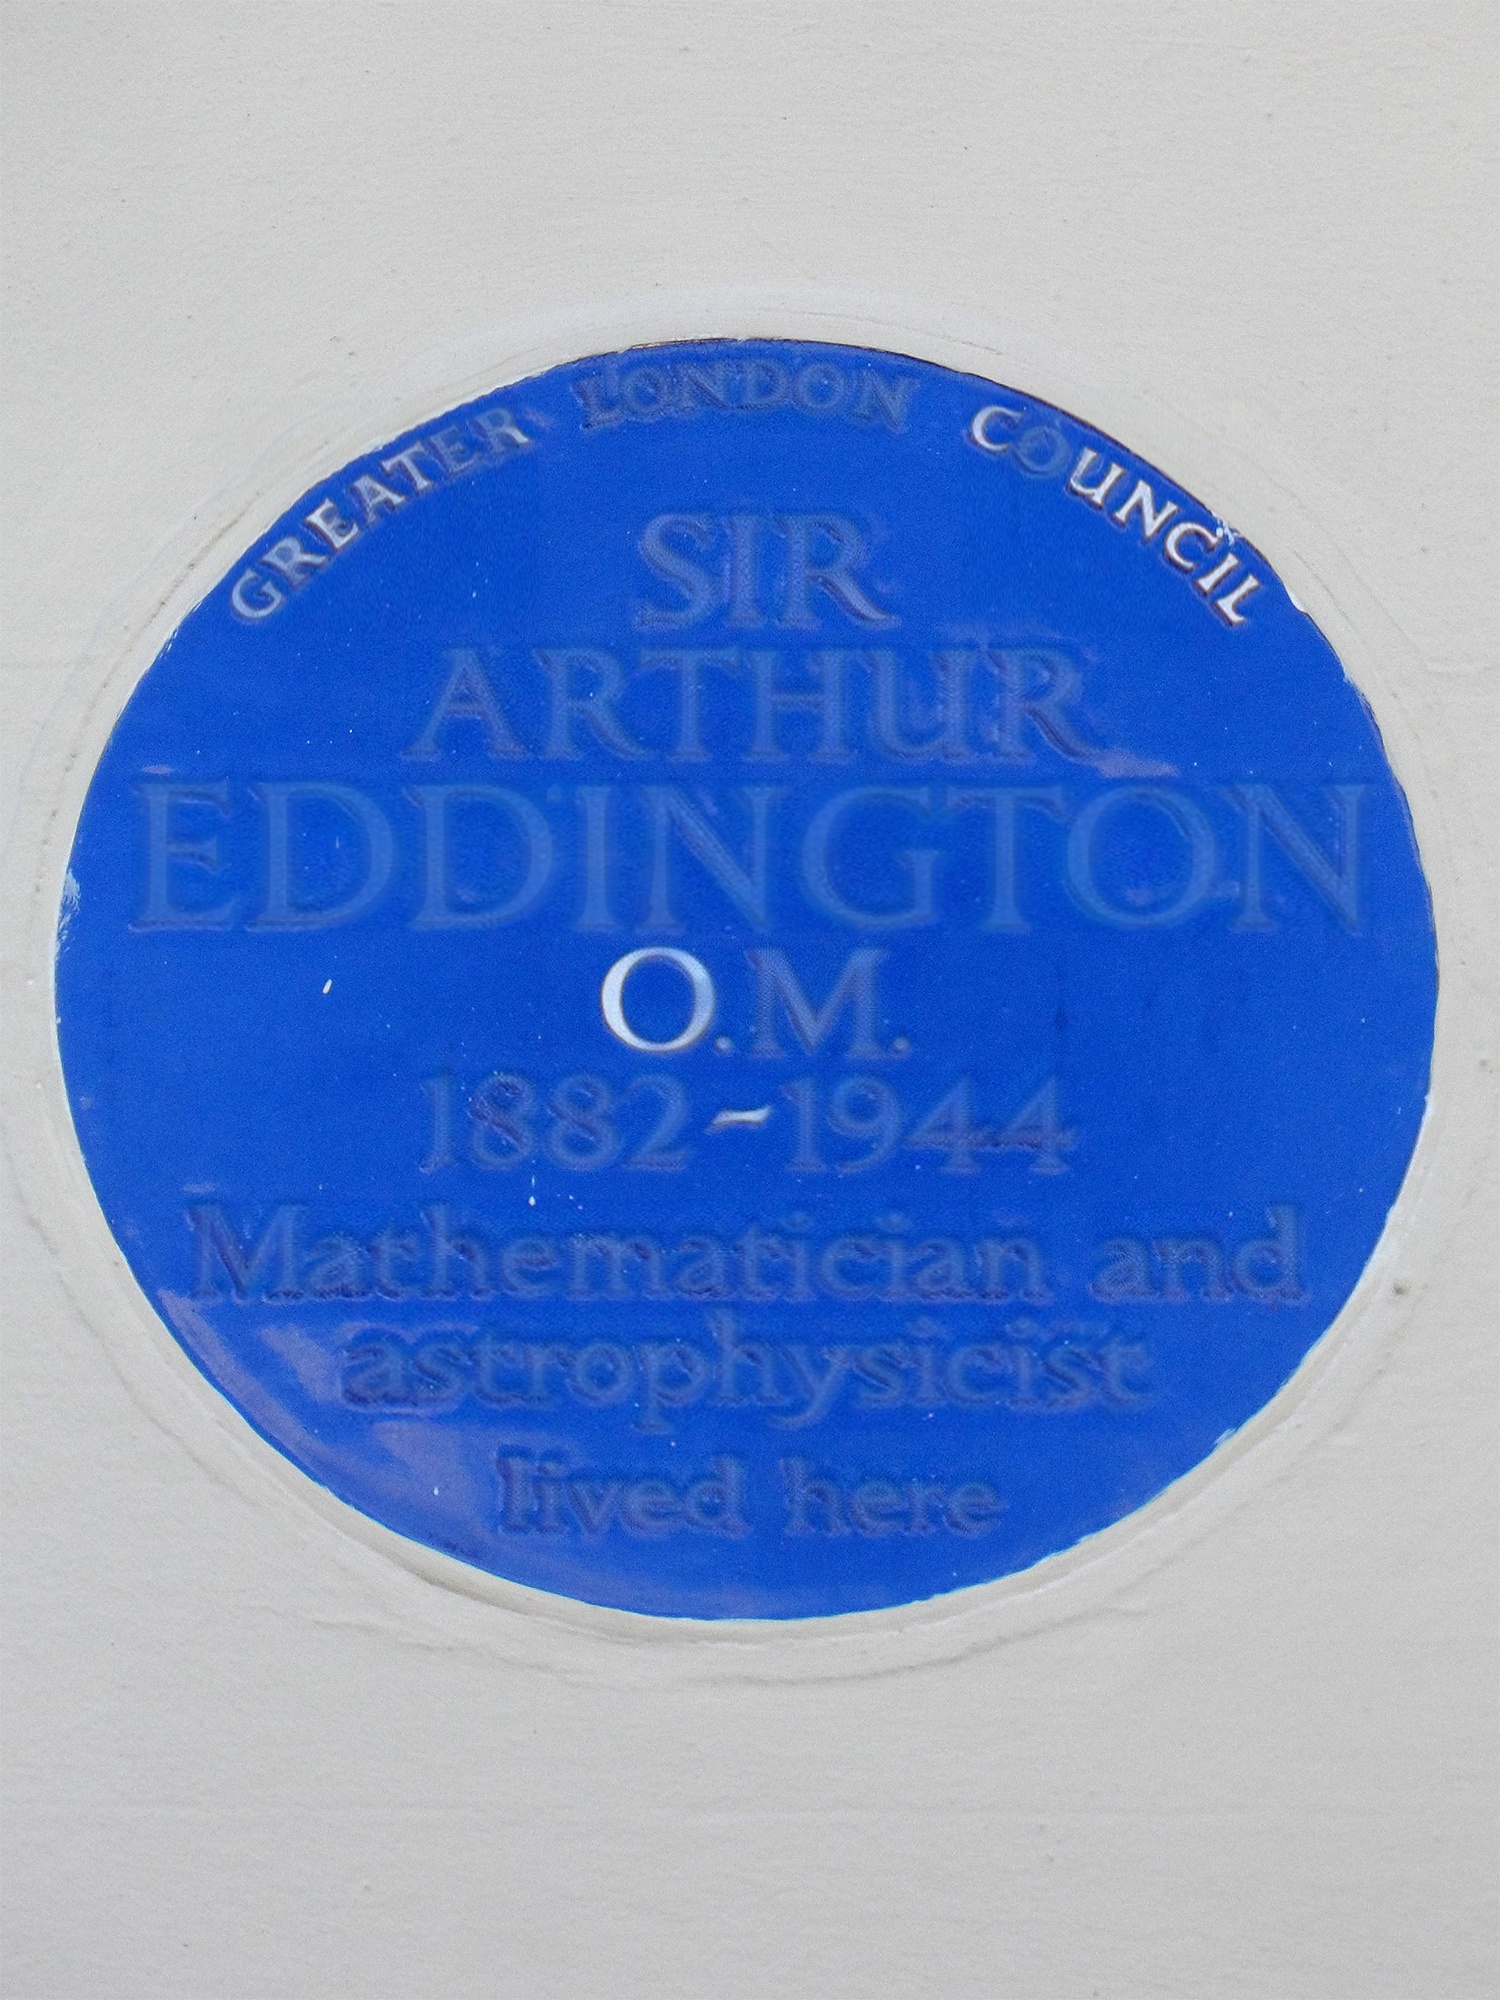 GREATER LONDON COUNCIL
SIR
ARTHUR
EDDINGTON
O.M.
1882~1944
Mathematician and
astrophysicist
lived here